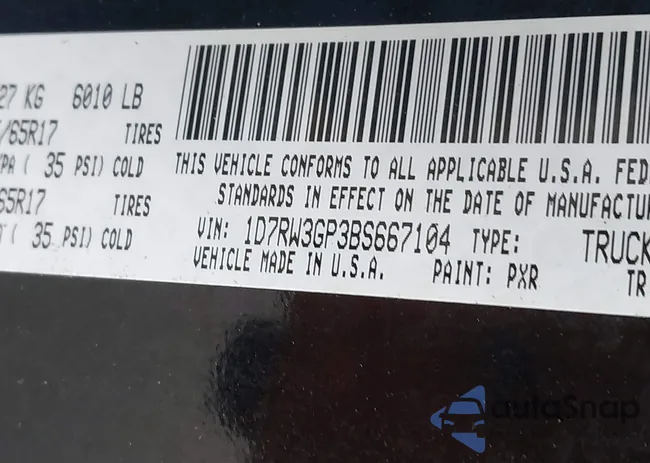 27 KG 6010 LB
/65R17 TIRES
PA ( 35 PSI) COLD
65R17 TIRES
( 35 PSI) COLD
THIS VEHICLE CONFORMS TO ALL APPLICABLE U.S.A. FED
STANDARDS IN EFFECT ON THE DATE OF MANUFACTU
VIN: 1D7RW3GP3BS667104 TYPE: TRUCK
VEHICLE MADE IN U.S.A. PAINT: PXR TR
autoSnap